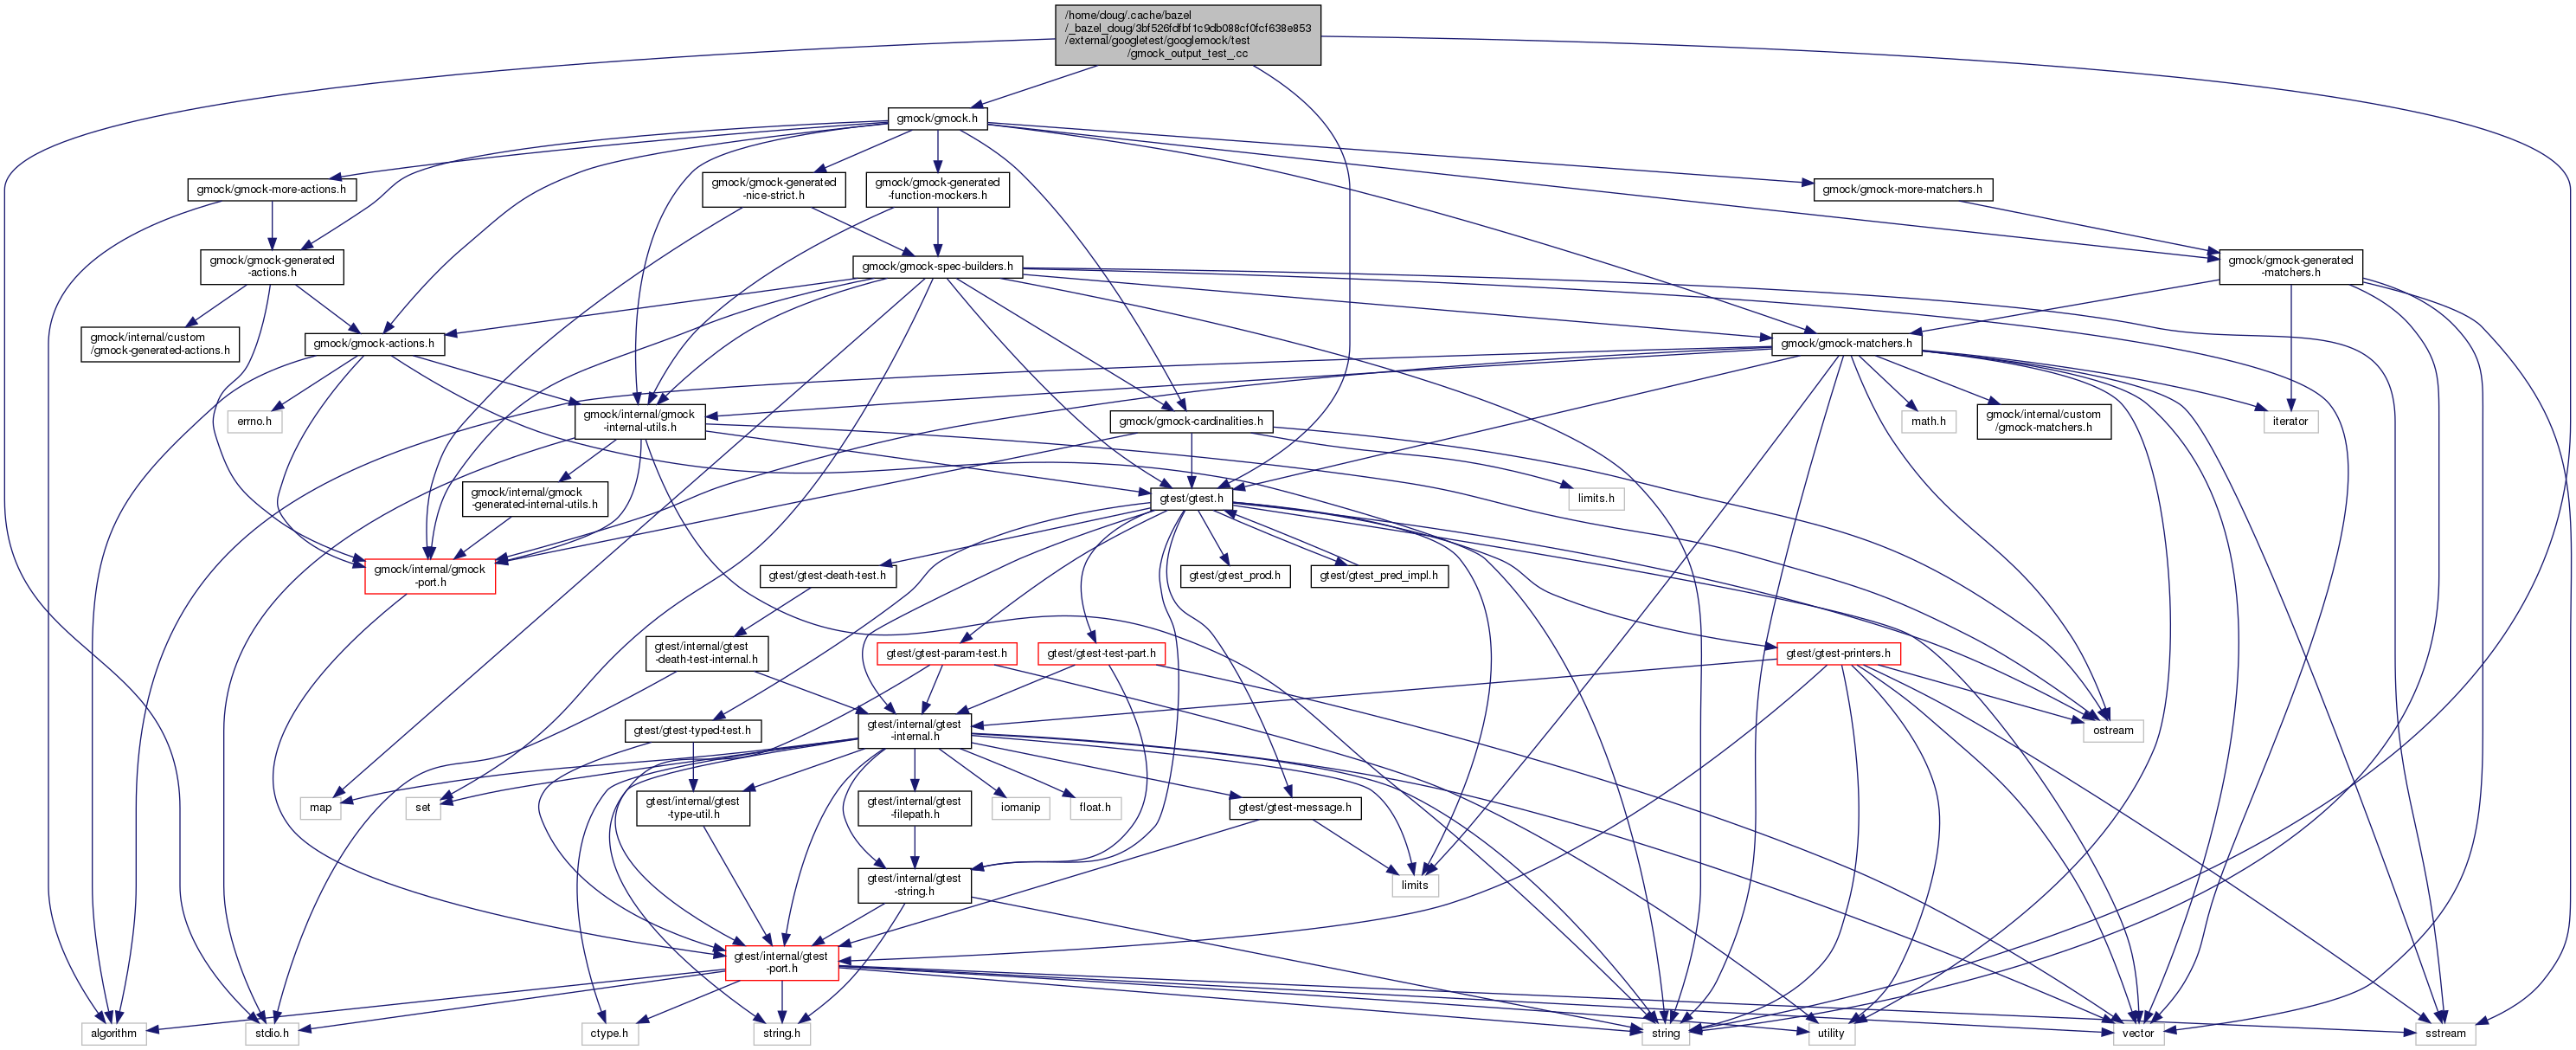 /home/doug/.cache/bazel
/_bazel_doug/3bf526fdfbf1c9db088cf0fcf638e853
/external/googletest/googlemock/test
/gmock_output_test_.cc
gmock/gmock.h
gmock/gmock-more-actions.h
gmock/gmock-generated
-nice-strict.h
gmock/gmock-generated
-function-mockers.h
gmock/gmock-more-matchers.h
gmock/gmock-generated
-actions.h
gmock/gmock-spec-builders.h
gmock/gmock-generated
-matchers.h
gmock/internal/custom
/gmock-generated-actions.h
gmock/gmock-actions.h
gmock/gmock-matchers.h
errno.h
gmock/internal/gmock
-internal-utils.h
gmock/gmock-cardinalities.h
math.h
gmock/internal/custom
/gmock-matchers.h
iterator
gmock/internal/gmock
-generated-internal-utils.h
gtest/gtest.h
limits.h
gmock/internal/gmock
-port.h
gtest/gtest-death-test.h
gtest/gtest_prod.h
gtest/gtest_pred_impl.h
gtest/internal/gtest
-death-test-internal.h
gtest/gtest-param-test.h
gtest/gtest-test-part.h
gtest/gtest-printers.h
gtest/gtest-typed-test.h
gtest/internal/gtest
-internal.h
ostream
map
set
gtest/internal/gtest
-type-util.h
gtest/internal/gtest
-filepath.h
iomanip
float.h
gtest/gtest-message.h
gtest/internal/gtest
-string.h
limits
gtest/internal/gtest
-port.h
algorithm
stdio.h
ctype.h
string.h
string
utility
vector
sstream